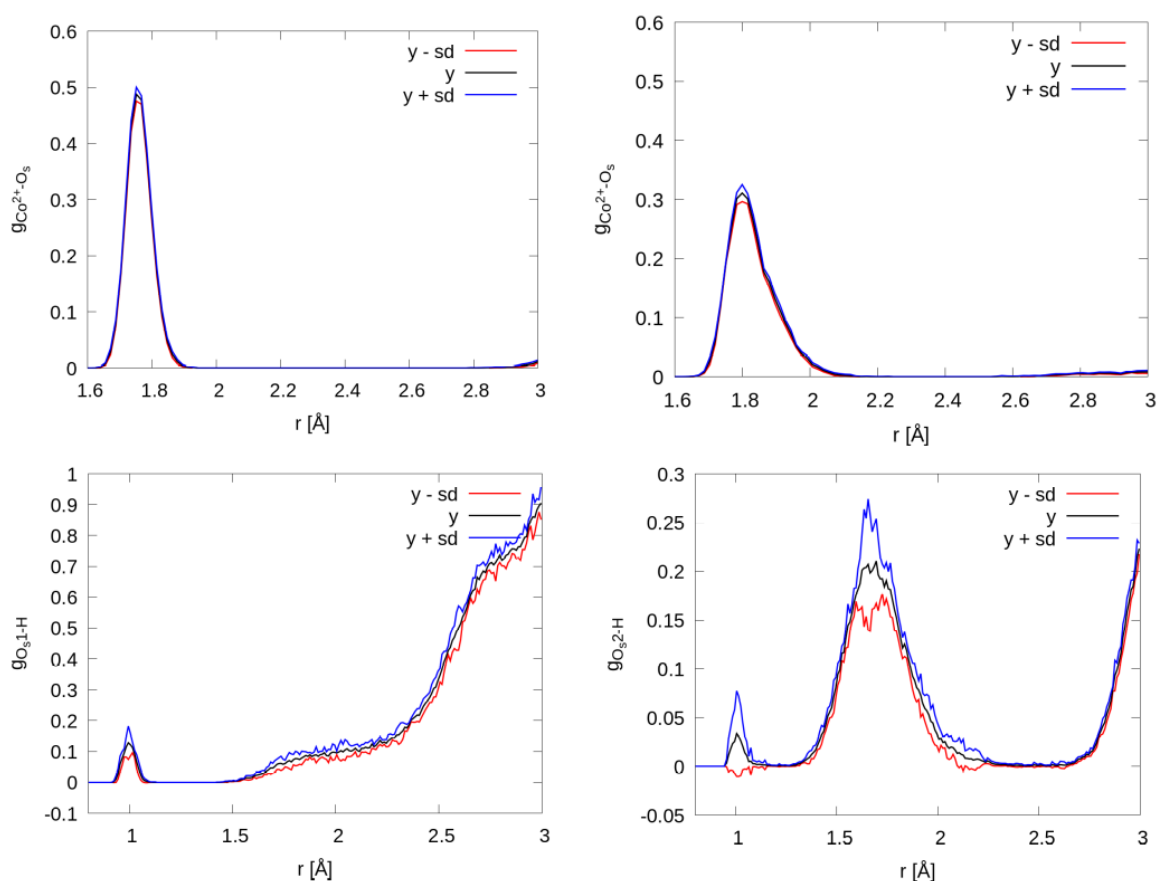 0.6
0.5
0.4
0.3
0.2
0.1
0
1.6 1.8 2 2.2 2.4 2.6 2.8 3
gCo2+-Os
r [Å]
y - sd
y
y + sd
0.6
0.5
0.4
0.3
0.2
0.1
0
1.6 1.8 2 2.2 2.4 2.6 2.8 3
gCo2+-Os
r [Å]
y - sd
y
y + sd
1
0.9
0.8
0.7
0.6
0.5
0.4
0.3
0.2
0.1
0
-0.1
1 1.5 2 2.5 3
gOs1-H
r [Å]
y - sd
y
y + sd
0.3
0.25
0.2
0.15
0.1
0.05
0
-0.05
1 1.5 2 2.5 3
gOs2-H
r [Å]
y - sd
y
y + sd